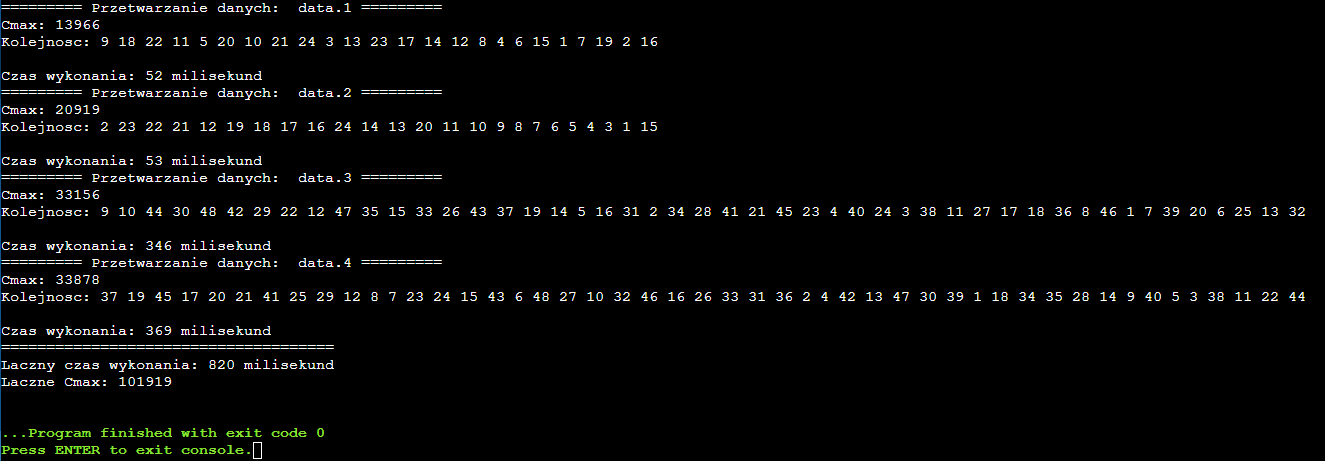 ========= Przetwarzanie danych:  data.1 =========
Cmax: 13966
Kolejnosc: 9 18 22 11 5 20 10 21 24 3 13 23 17 14 12 8 4 6 15 1 7 19 2 16
Czas wykonania: 52 milisekund
========= Przetwarzanie danych:  data.2 =========
Cmax: 20919
Kolejnosc: 2 23 22 21 12 19 18 17 16 24 14 13 20 11 10 9 8 7 6 5 4 3 1 15
Czas wykonania: 53 milisekund
========= Przetwarzanie danych:  data.3 =========
Cmax: 33156
Kolejnosc: 9 10 44 30 48 42 29 22 12 47 35 15 33 26 43 37 19 14 5 16 31 2 34 28 41 21 45 23 4 40 24 3 38 11 27 17 18 36 8 46 1 7 39 20 6 25 13 32
Czas wykonania: 346 milisekund
========= Przetwarzanie danych:  data.4 =========
Cmax: 33878
Kolejnosc: 37 19 45 17 20 21 41 25 29 12 8 7 23 24 15 43 6 48 27 10 32 46 16 26 33 31 36 2 4 42 13 47 30 39 1 18 34 35 28 14 9 40 5 3 38 11 22 44
Czas wykonania: 369 milisekund
=====================================
Laczny czas wykonania: 820 milisekund
Laczne Cmax: 101919
...Program finished with exit code 0
Press ENTER to exit console.